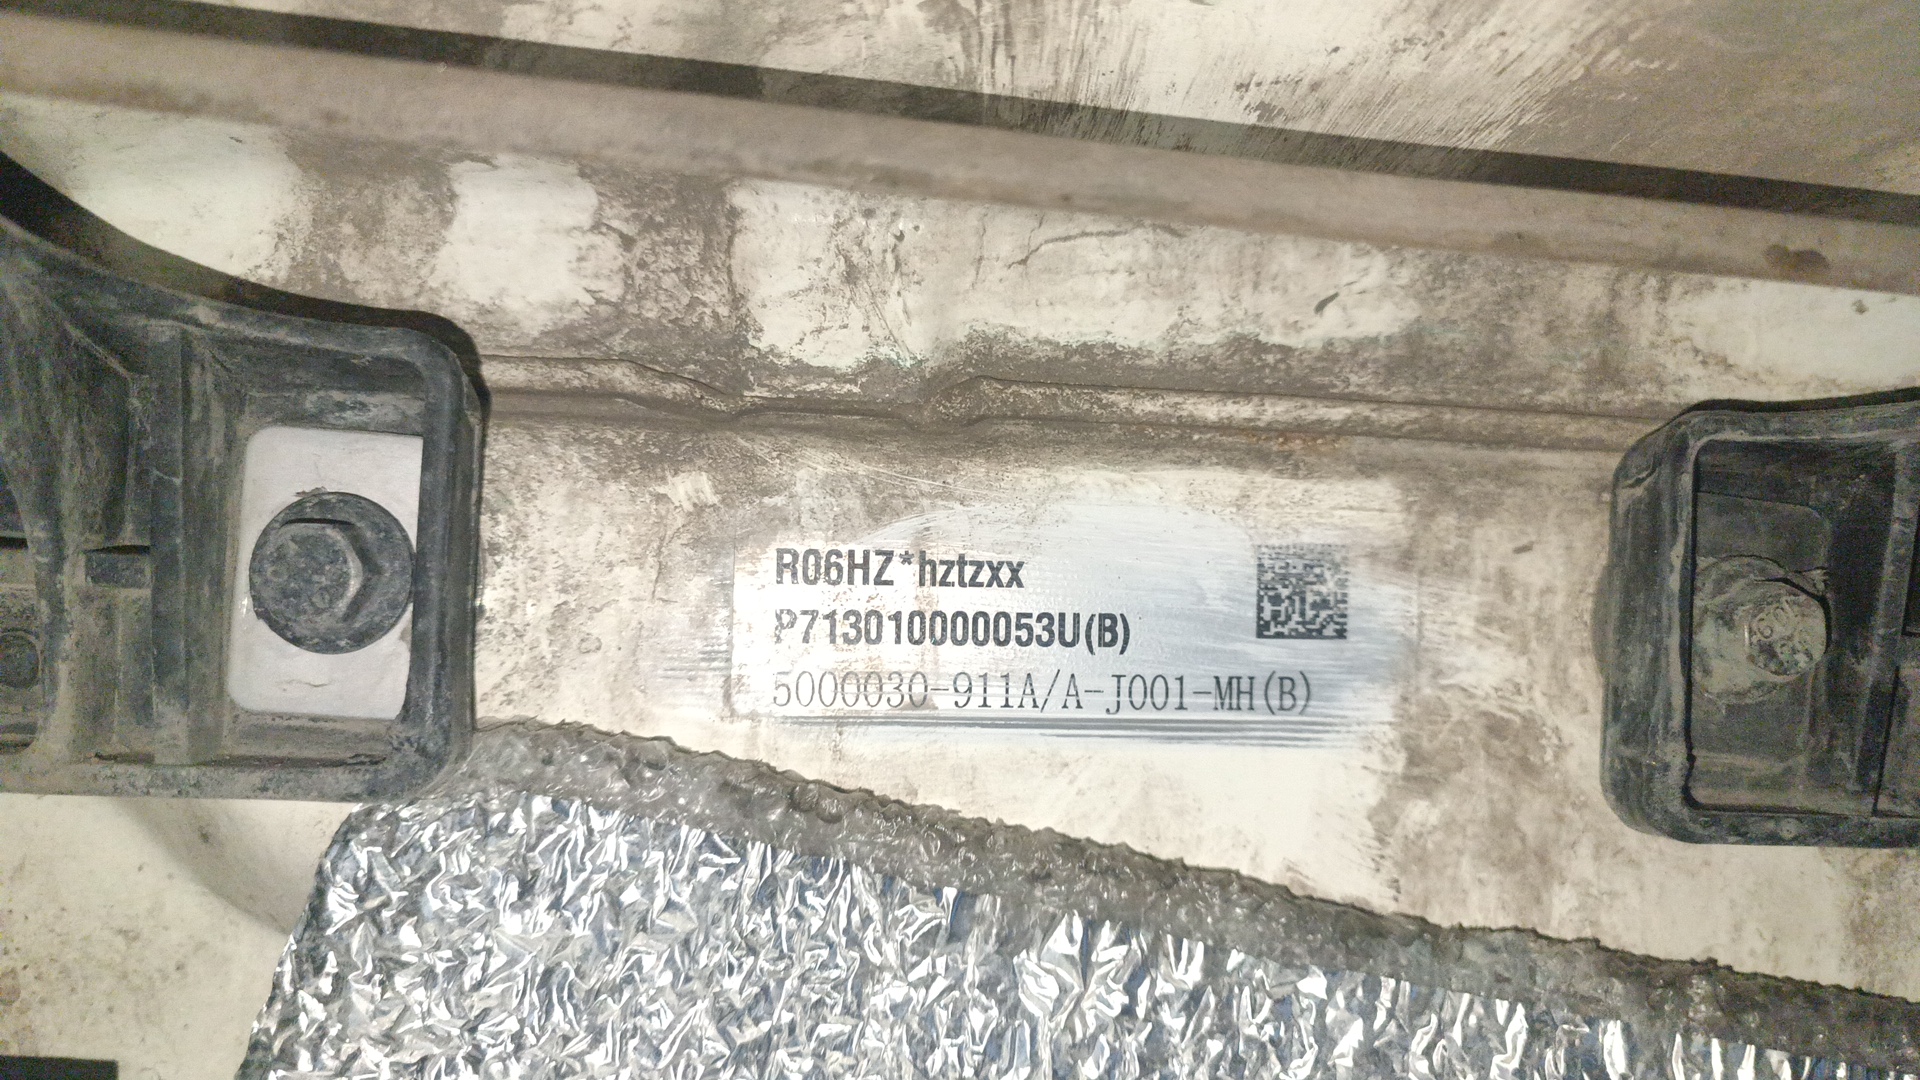 R06HZ*hztzxx
P713010000053U(B)
5000030-911A/A-J001-MH(B)